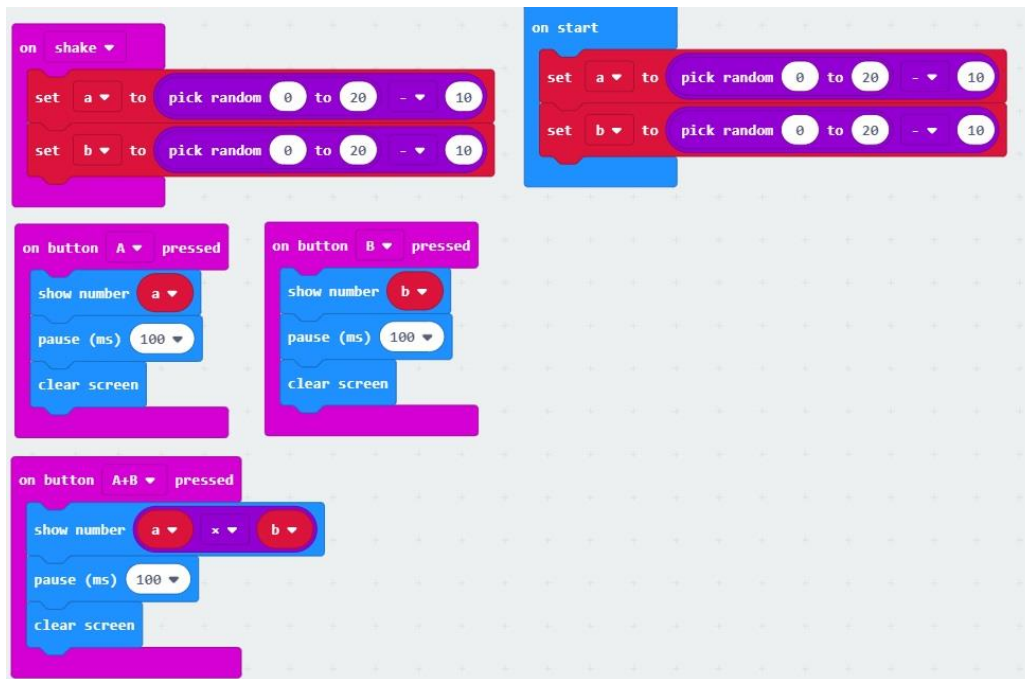 on shake
set a to pick random 0 to 20 - 10
set b to pick random 0 to 20 - 10
on start
set a to pick random 0 to 20 - 10
set b to pick random 0 to 20 - 10
on button A pressed
show number a
pause (ms) 100
clear screen
on button B pressed
show number b
pause (ms) 100
clear screen
on button A+B pressed
show number a × b
pause (ms) 100
clear screen